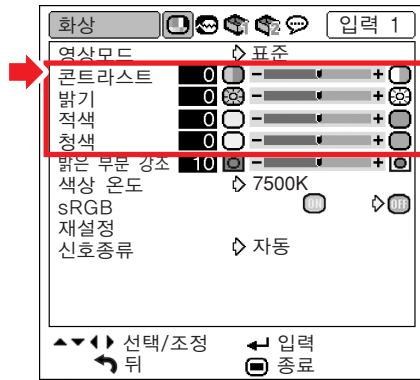 화상 입력 1
영상모드 표준
콘트라스트 0 - +
밝기 0 - +
적색 0 - +
청색 0 - +
밝은 부분 강조 10 - +
색상 온도 7500K
sRGB ON OFF
재설정
신호종류 자동
선택/조정 입력
뒤 종료